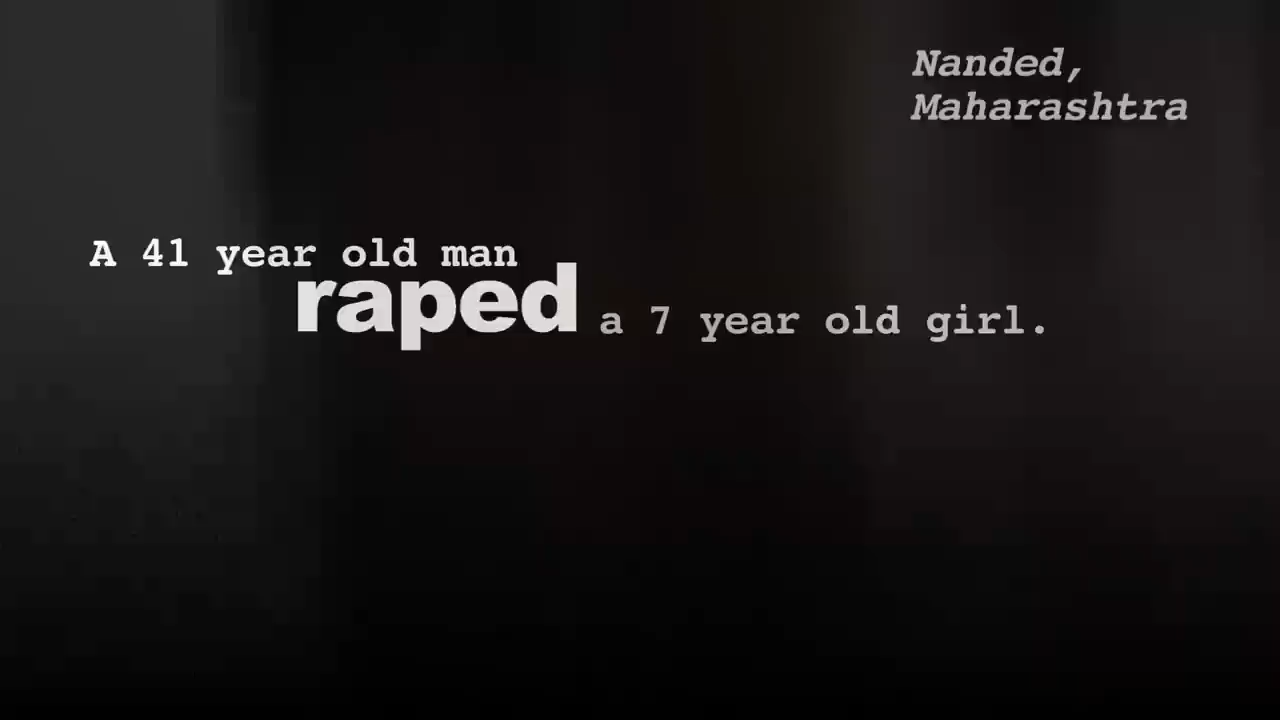 Nanded,
Maharashtra
A 41 year old man
raped a 7 year old girl.